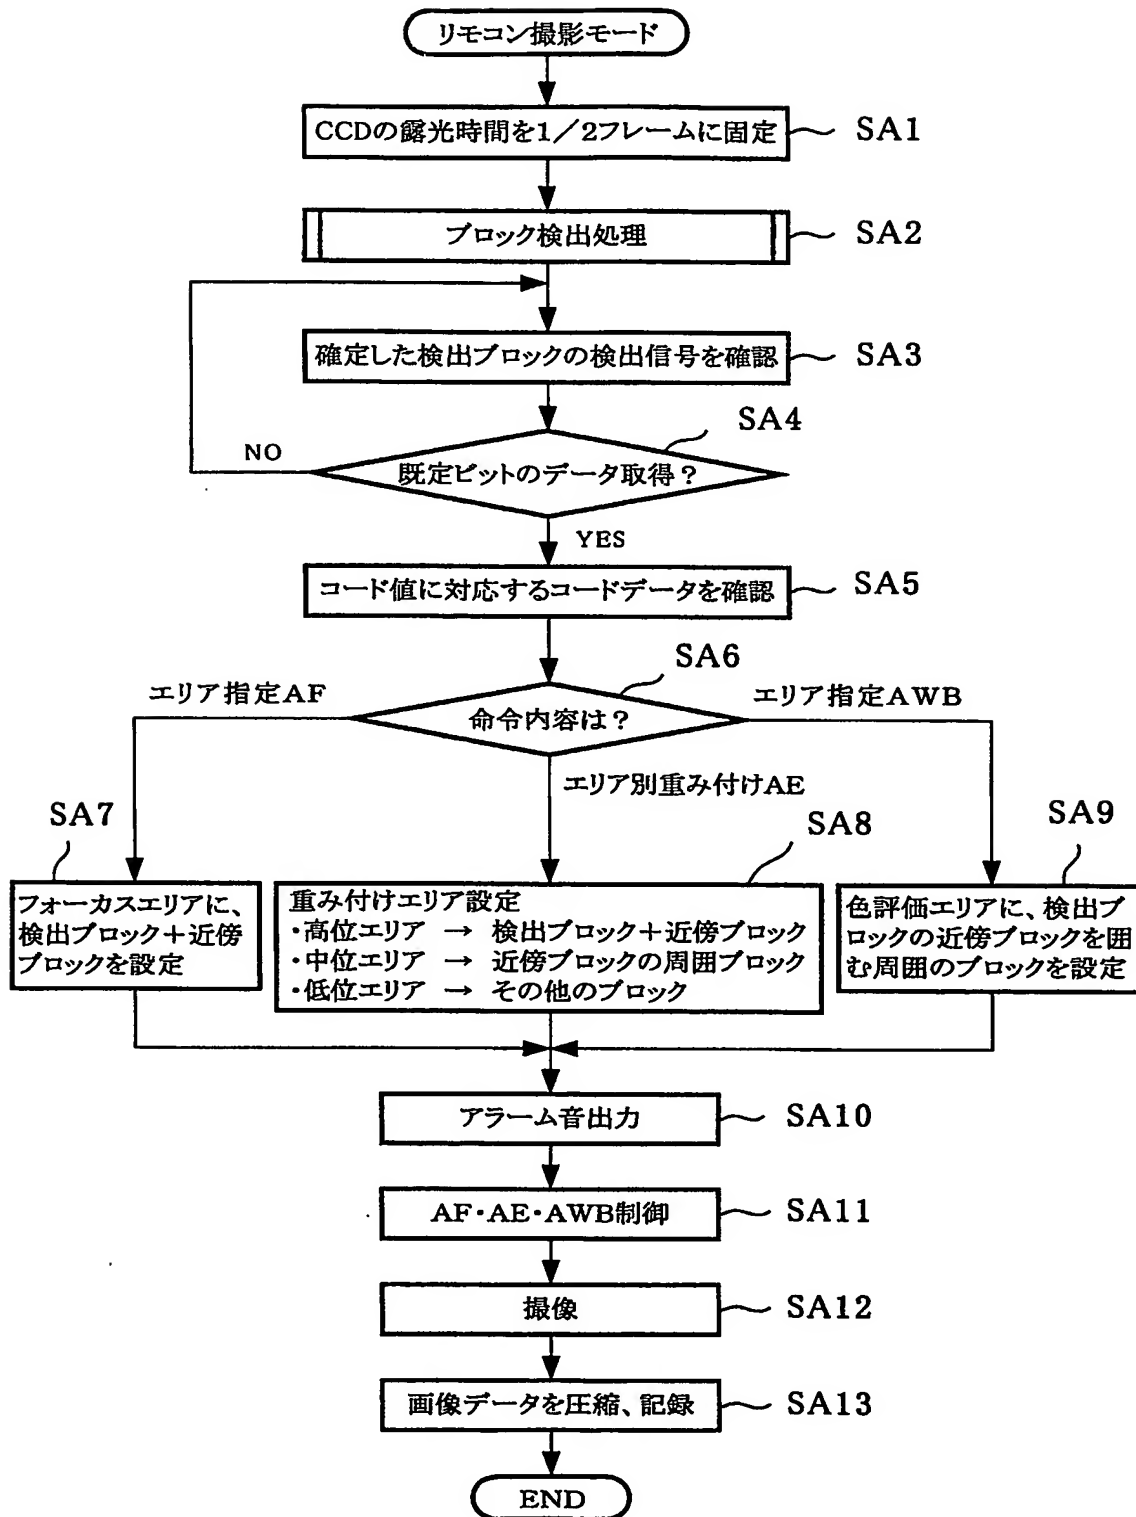 リモコン撮影モード
CCDの露光時間を1／2フレームに固定
SA1
ブロック検出処理
SA2
確定した検出ブロックの検出信号を確認
SA3
SA4
既定ビットのデータ取得？
NO
YES
コード値に対応するコードデータを確認
SA5
SA6
命令内容は？
エリア指定AF
エリア指定AWB
エリア別重み付けAE
SA7
フォーカスエリアに、
検出ブロック＋近傍
ブロックを設定
SA8
重み付けエリア設定
・高位エリア → 検出ブロック＋近傍ブロック
・中位エリア → 近傍ブロックの周囲ブロック
・低位エリア → その他のブロック
SA9
色評価エリアに、検出ブ
ロックの近傍ブロックを囲
む周囲のブロックを設定
アラーム音出力
SA10
AF・AE・AWB制御
SA11
撮像
SA12
画像データを圧縮、記録
SA13
END